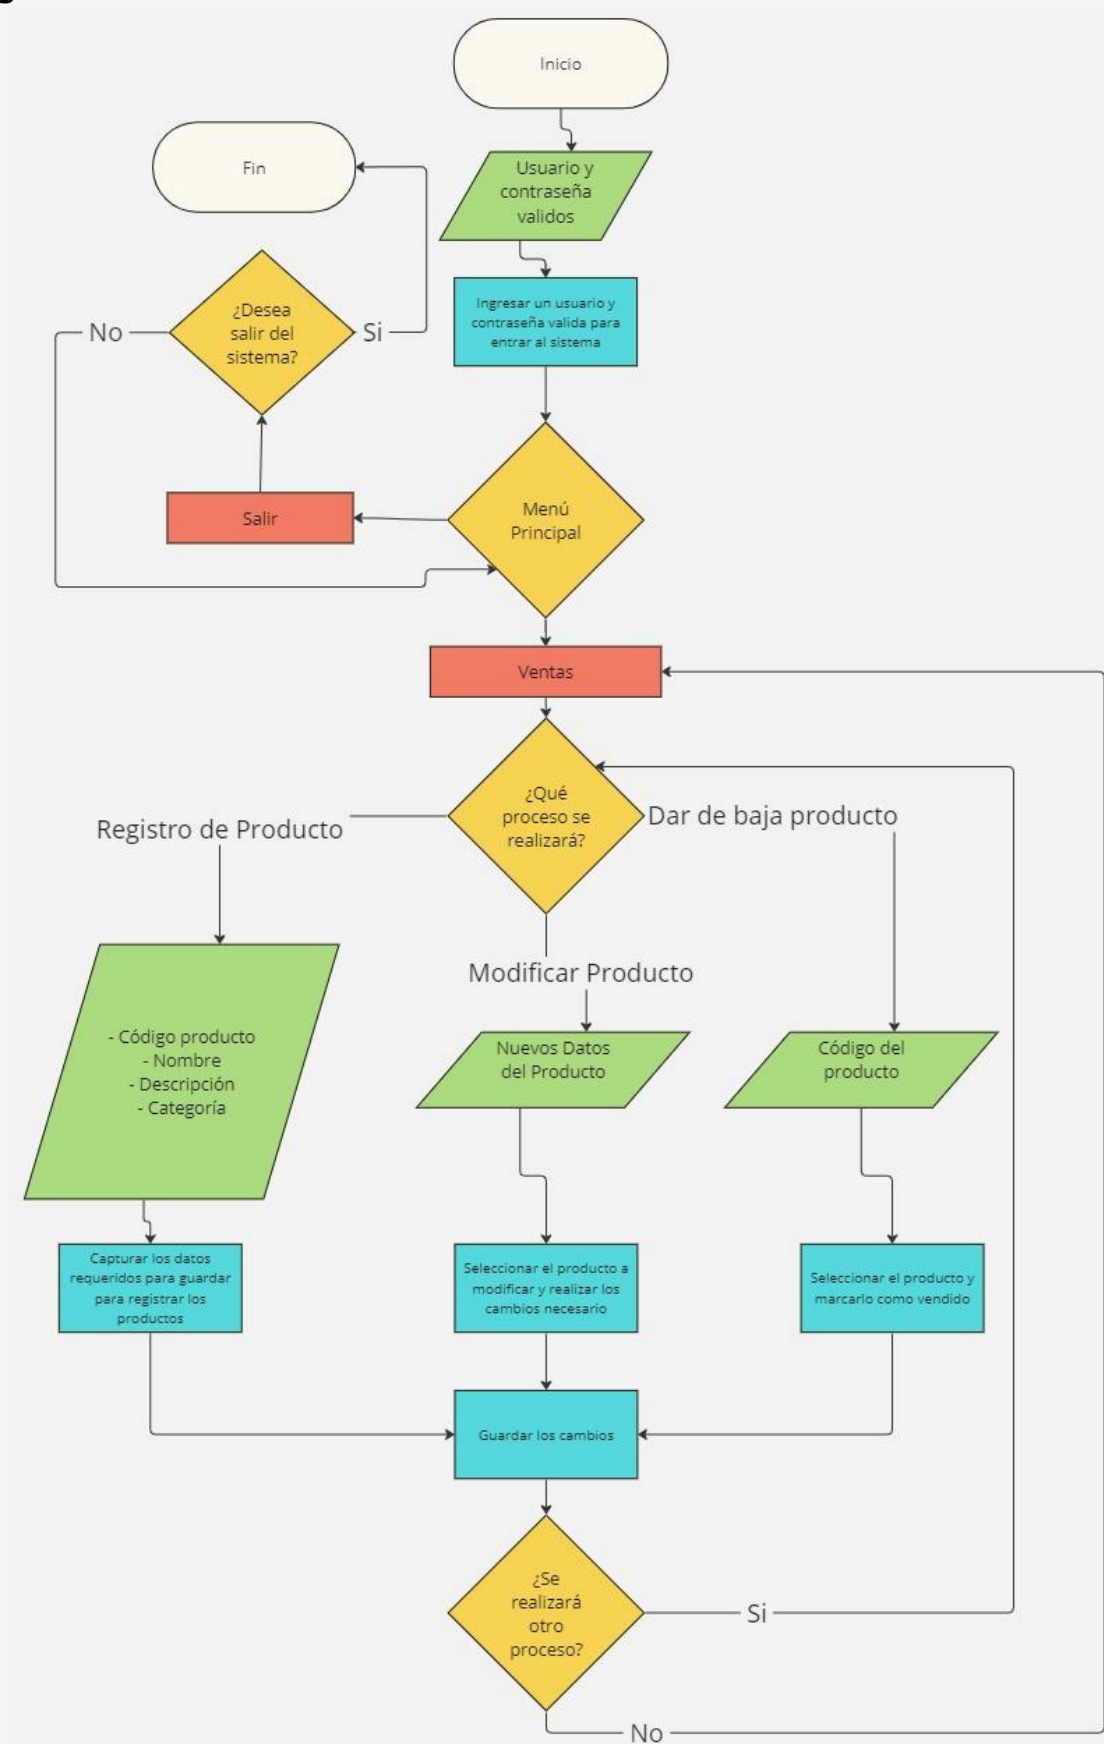 Inicio
Fin
Usuario y
contraseña
validos
Ingresar un usuario y
contraseña valida para
entrar al sistema
¿Desea
salir del
sistema?
No
Si
Salir
Menú
Principal
Ventas
¿Qué
proceso se
realizará?
Registro de Producto
Dar de baja producto
Modificar Producto
- Código producto
- Nombre
- Descripción
- Categoría
Nuevos Datos
del Producto
Código del
producto
Capturar los datos
requeridos para guardar
para registrar los
productos
Seleccionar el producto a
modificar y realizar los
cambios necesario
Seleccionar el producto y
marcarlo como vendido
Guardar los cambios
¿Se
realizará
otro
proceso?
Si
No